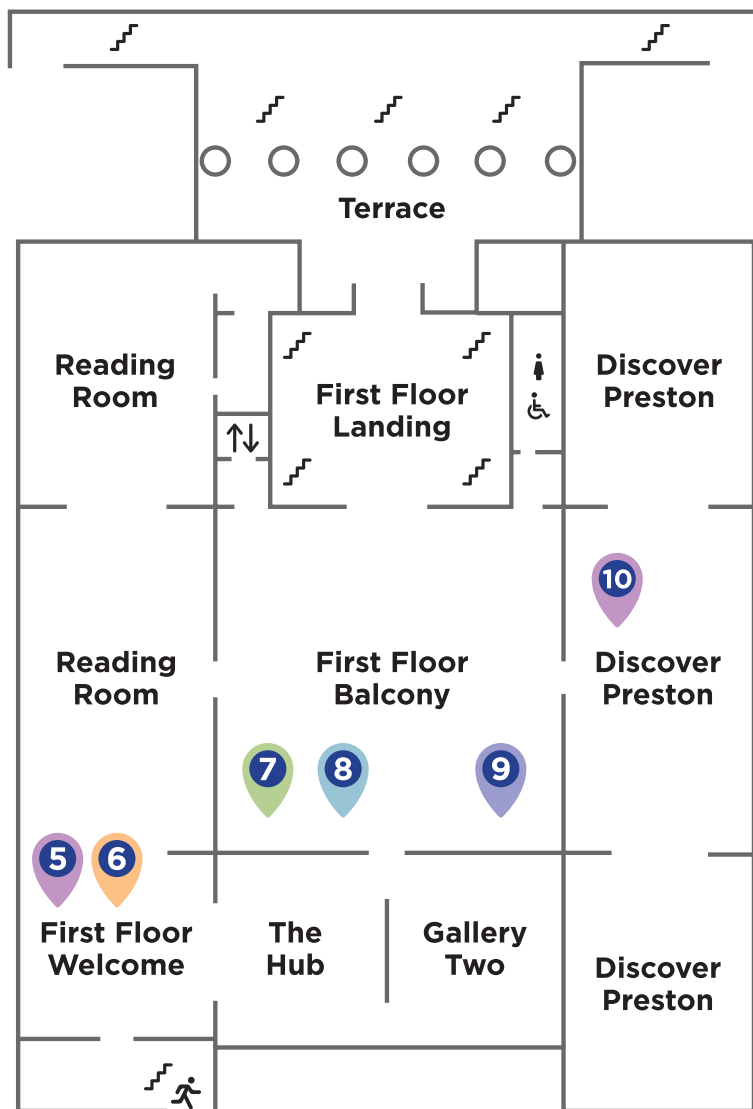 Terrace
Reading
Room
First Floor
Landing
Discover
Preston
10
Reading
Room
First Floor
Balcony
Discover
Preston
7
8
9
5
6
First Floor
Welcome
The
Hub
Gallery
Two
Discover
Preston